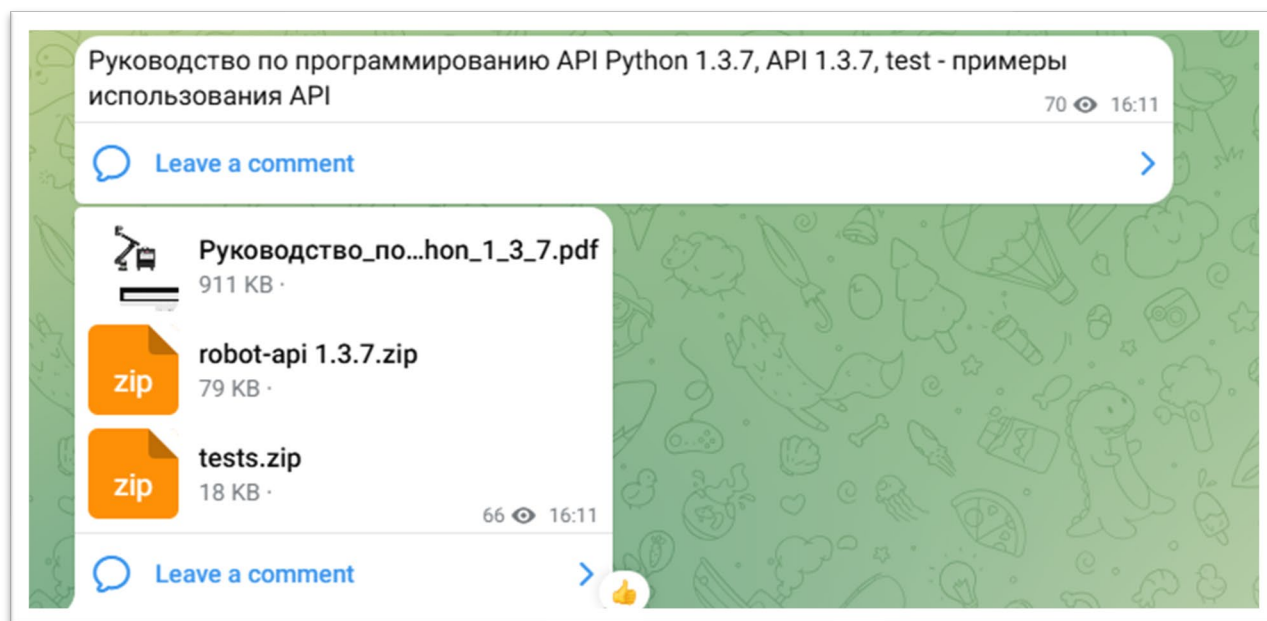 Руководство по программированию API Python 1.3.7, API 1.3.7, test - примеры
использования API
70 16:11
Leave a comment
Руководство_по...hon_1_3_7.pdf
911 KB ·
zip
robot-api 1.3.7.zip
79 KB ·
zip
tests.zip
18 KB ·
66 16:11
Leave a comment